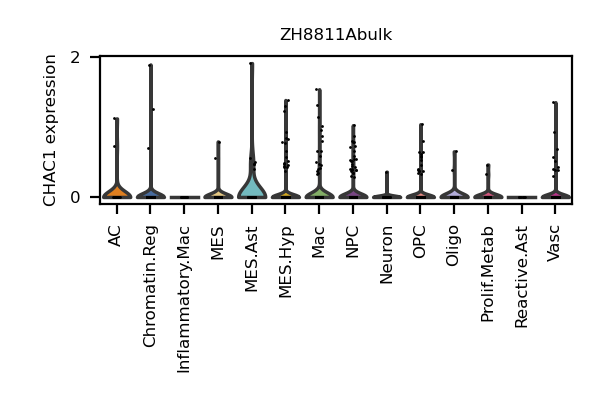 ZH8811Abulk
CHAC1 expression
2
0
AC
Chromatin.Reg
Inflammatory.Mac
MES
MES.Ast
MES.Hyp
Mac
NPC
Neuron
OPC
Oligo
Prolif.Metab
Reactive.Ast
Vasc